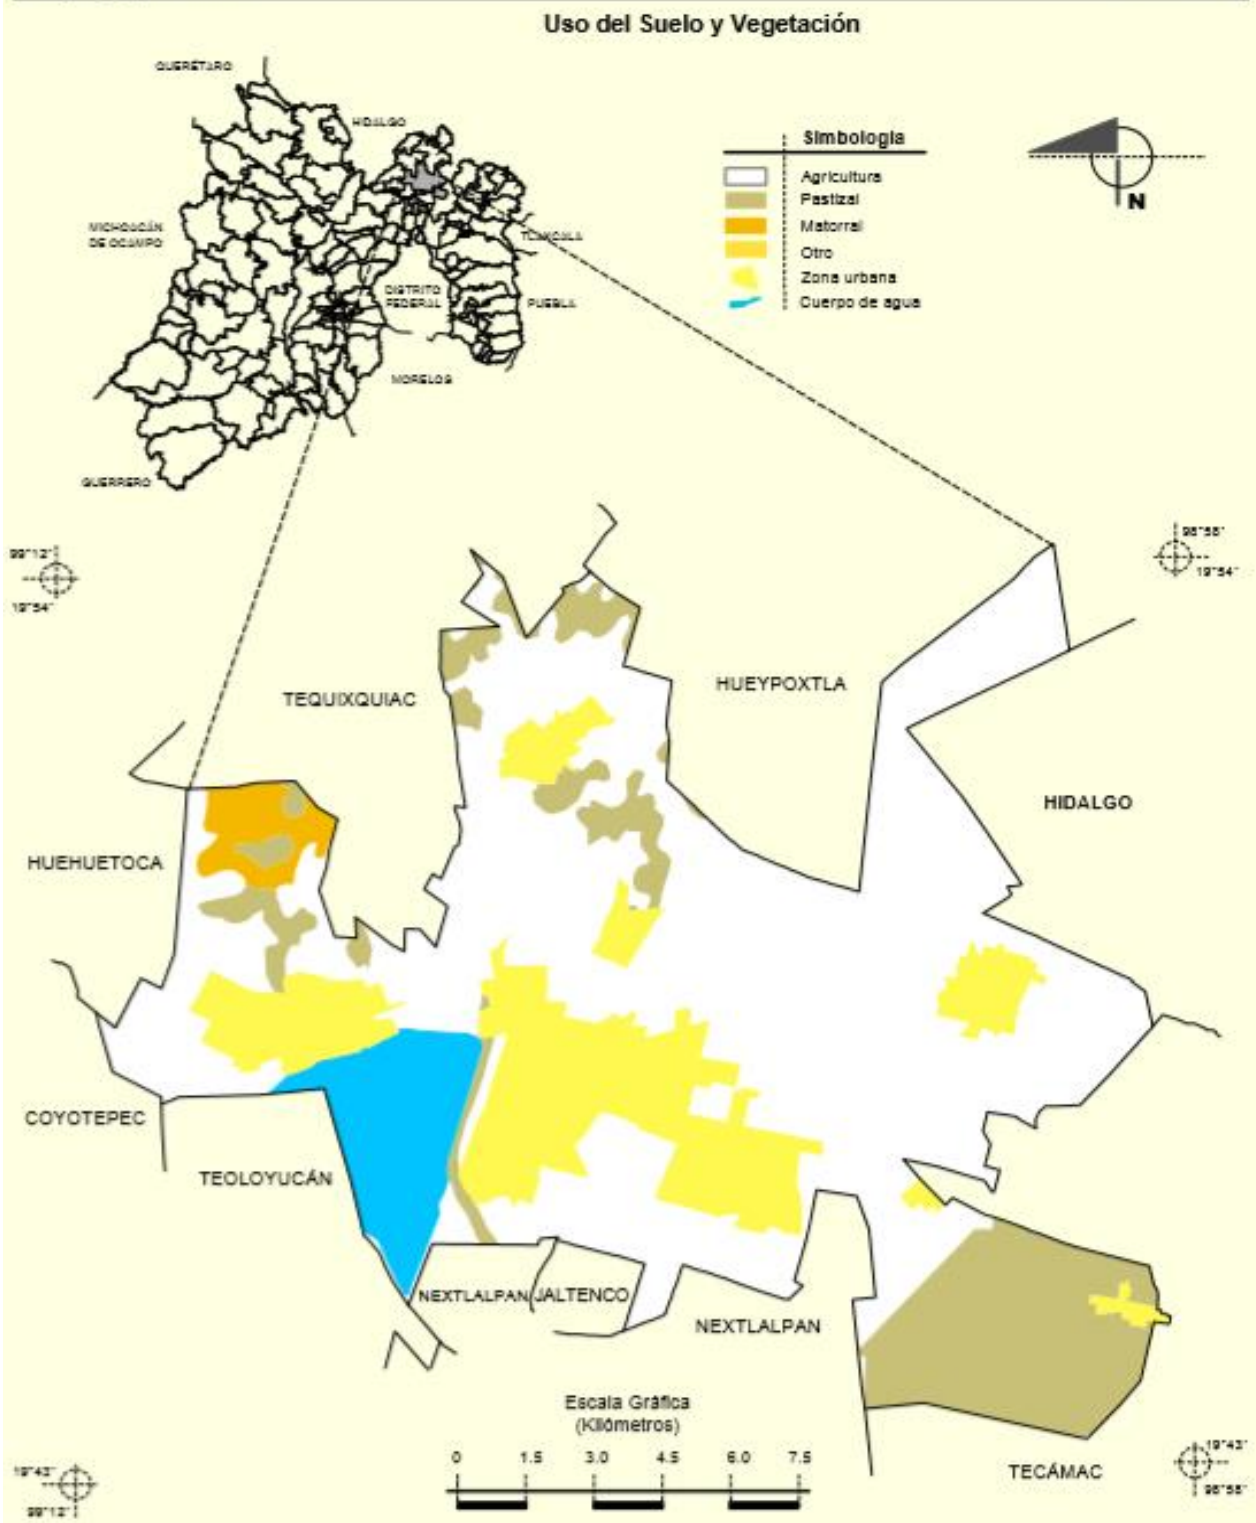 Uso del Suelo y Vegetación
QUERÉTARO
HIDALGO
MICHOACÁN
DE OCAMPO
TLAXCALA
DISTRITO
FEDERAL
PUEBLA
MORELOS
GUERRERO
Simbología
Agricultura
Pastizal
Matorral
Otro
Zona urbana
Cuerpo de agua
N
99°12'
19°54'
98°58'
19°54'
TEQUIXQUIAC
HUEYPOXTLA
HIDALGO
HUEHUETOCA
COYOTEPEC
TEOLOYUCÁN
NEXTLALPAN
JALTENCO
NEXTLALPAN
TECÁMAC
Escala Gráfica
(Kilómetros)
0 1.5 3.0 4.5 6.0 7.5
19°43'
99°12'
19°43'
98°58'